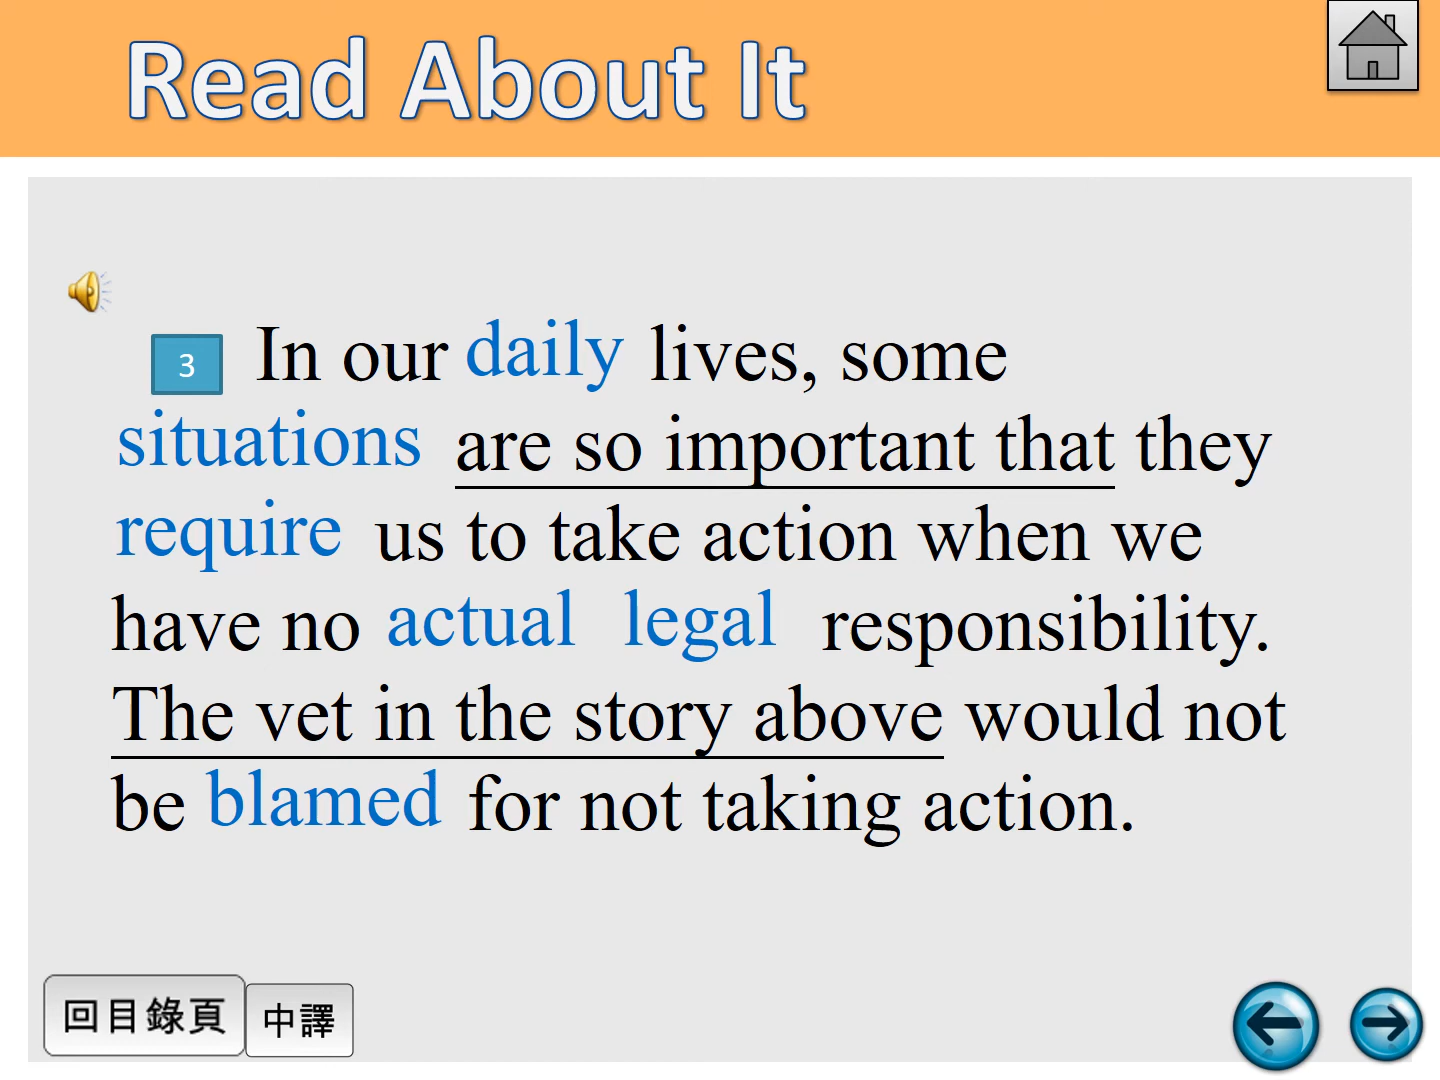 Read About It
3 In our daily lives, some
situations are so important that they
require us to take action when we
have no actual legal responsibility.
The vet in the story above would not
be blamed for not taking action.
回目錄頁 中譯